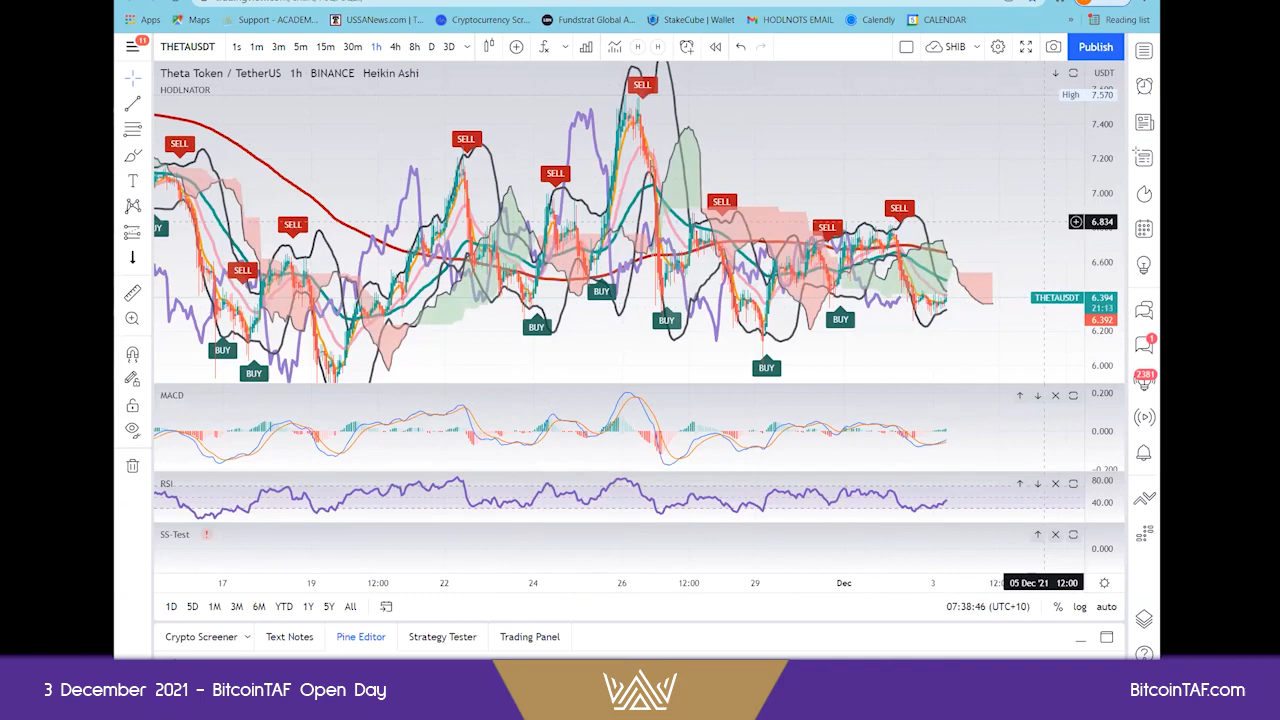 Apps Maps Support - ACADEM... USSANews.com | T... Cryptocurrency Scr... Fundstrat Global A... StakeCube | Wallet HODLNOTS EMAIL Calendly CALENDAR » Reading list
11 THETAUSDT 1s 1m 3m 5m 15m 30m 1h 4h 8h D 3D H H SHIB Publish
Theta Token / TetherUS 1h BINANCE Heikin Ashi USDT
HODLNATOR
High 7.570
7.400
7.200
7.000
6.834
6.600
THETAUSDT 6.394
21:13
6.392
6.200
6.000
SELL
SELL
SELL
SELL
SELL
SELL
SELL
SELL
SELL
BUY
BUY
BUY
BUY
BUY
BUY
BUY
MACD 0.200
0.000
-0.200
RSI 80.00
40.00
SS-Test ! 0.000
1
2381
17 19 12:00 22 24 26 12:00 29 Dec 3 05 Dec '21 12:00
1D 5D 1M 3M 6M YTD 1Y 5Y All 07:38:46 (UTC+10) % log auto
Crypto Screener Text Notes Pine Editor Strategy Tester Trading Panel
3 December 2021 - BitcoinTAF Open Day BitcoinTAF.com